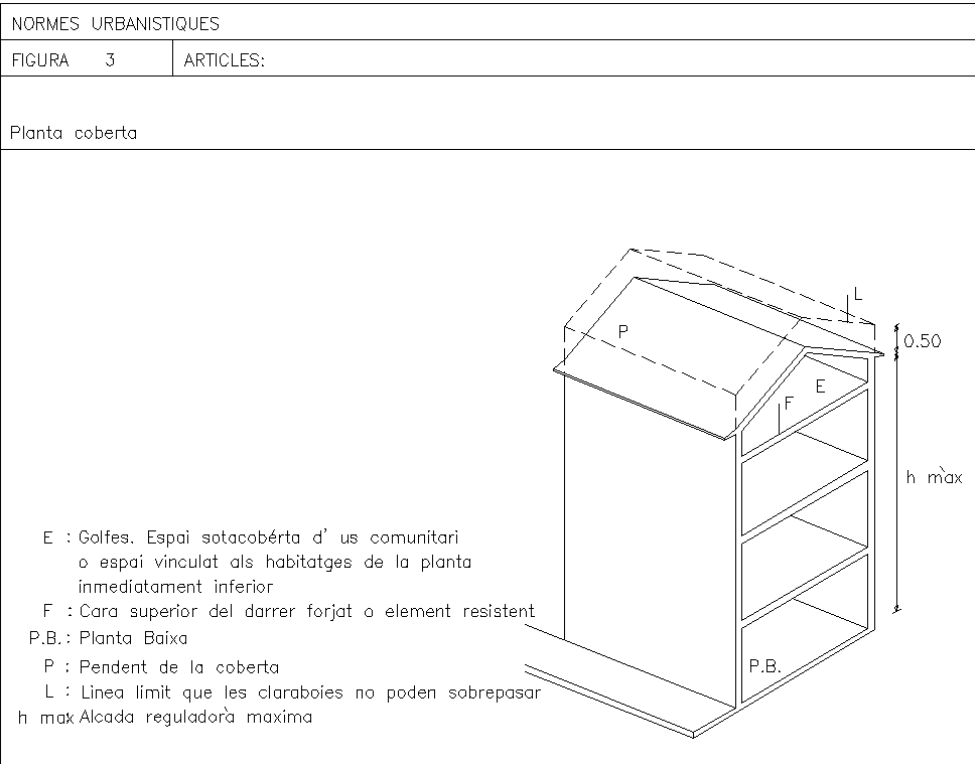 NORMES URBANISTIQUES
FIGURA 3 ARTICLES:
Planta coberta
L
P
0.50
E
F
h màx
E : Golfes. Espai sotacobérta d' us comunitari
o espai vinculat als habitatges de la planta
inmediatament inferior
F : Cara superior del darrer forjat o element resistent
P.B.: Planta Baixa
P : Pendent de la coberta
L : Linea limit que les claraboies no poden sobrepasar
h max Alcada reguladorà maxima
P.B.